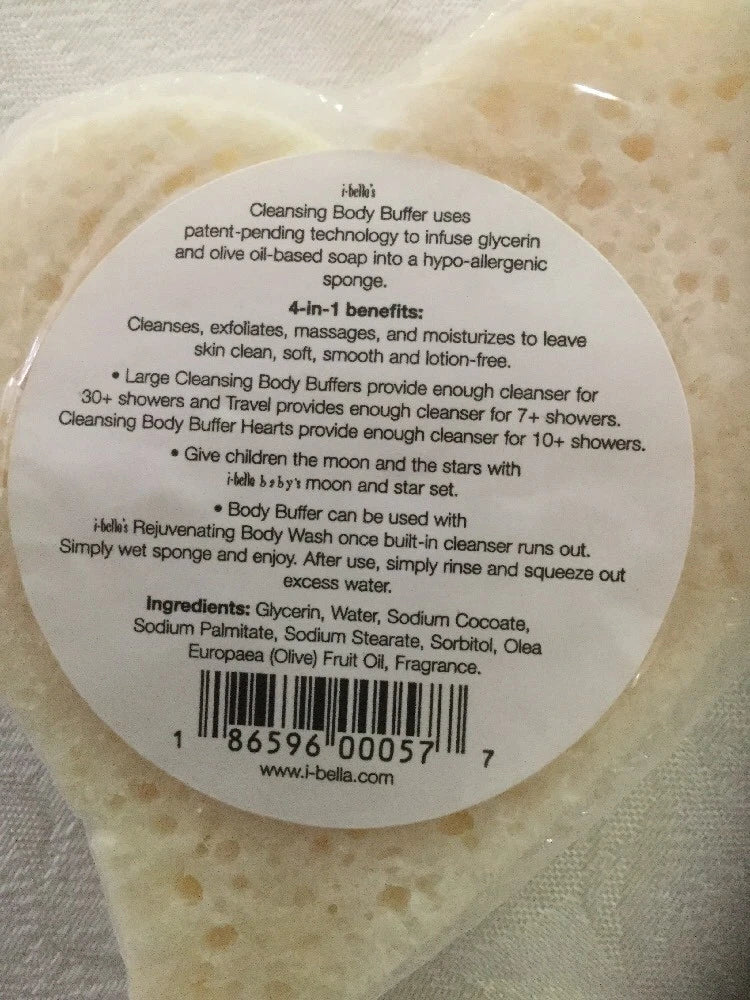 i-bella's
Cleansing Body Buffer uses
patent-pending technology to infuse glycerin
and olive oil-based soap into a hypo-allergenic
sponge.
4-in-1 benefits:
Cleanses, exfoliates, massages, and moisturizes to leave
skin clean, soft, smooth and lotion-free.
• Large Cleansing Body Buffers provide enough cleanser for
30+ showers and Travel provides enough cleanser for 7+ showers.
Cleansing Body Buffer Hearts provide enough cleanser for 10+ showers.
• Give children the moon and the stars with
i-bella baby's moon and star set.
• Body Buffer can be used with
i-bella's Rejuvenating Body Wash once built-in cleanser runs out.
Simply wet sponge and enjoy. After use, simply rinse and squeeze out
excess water.
Ingredients: Glycerin, Water, Sodium Cocoate,
Sodium Palmitate, Sodium Stearate, Sorbitol, Olea
Europaea (Olive) Fruit Oil, Fragrance.
1 86596 00057 7
www.i-bella.com